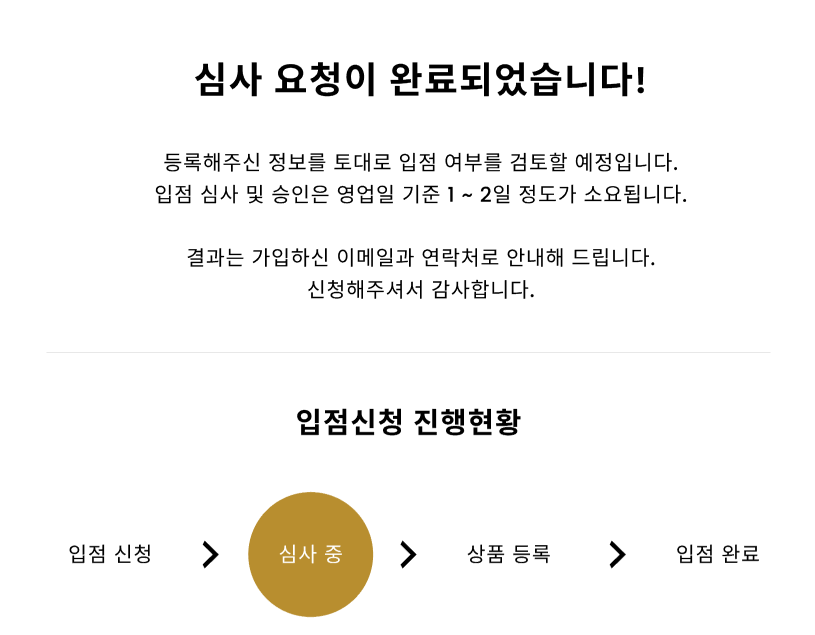 심사 요청이 완료되었습니다!
등록해주신 정보를 토대로 입점 여부를 검토할 예정입니다.
입점 심사 및 승인은 영업일 기준 1 ~ 2일 정도가 소요됩니다.
결과는 가입하신 이메일과 연락처로 안내해 드립니다.
신청해주셔서 감사합니다.
입점신청 진행현황
입점 신청
심사 중
상품 등록
입점 완료